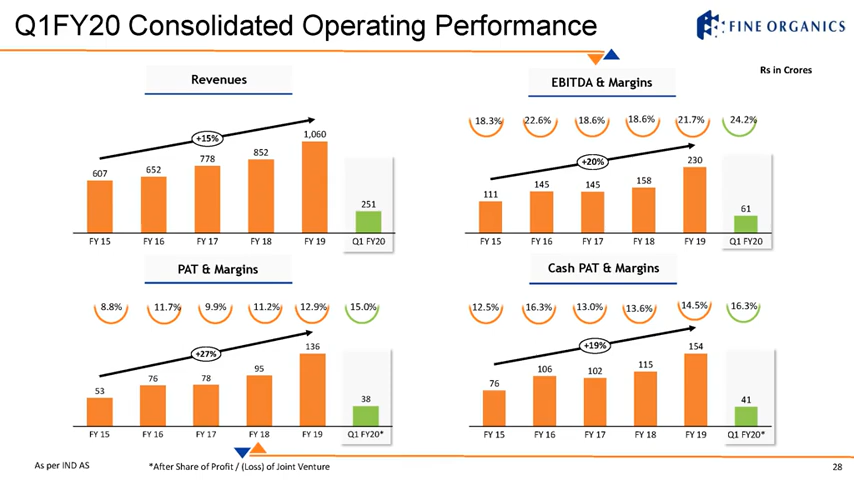 Q1FY20 Consolidated Operating Performance
FINE ORGANICS
Rs in Crores
Revenues
+15%
607
652
778
852
1,060
251
FY 15 FY 16 FY 17 FY 18 FY 19 Q1 FY20
EBITDA & Margins
18.3% 22.6% 18.6% 18.6% 21.7% 24.2%
+20%
111
145
145
158
230
61
FY 15 FY 16 FY 17 FY 18 FY 19 Q1 FY20
PAT & Margins
8.8% 11.7% 9.9% 11.2% 12.9% 15.0%
+27%
53
76
78
95
136
38
FY 15 FY 16 FY 17 FY 18 FY 19 Q1 FY20*
Cash PAT & Margins
12.5% 16.3% 13.0% 13.6% 14.5% 16.3%
+19%
76
106
102
115
154
41
FY 15 FY 16 FY 17 FY 18 FY 19 Q1 FY20*
As per IND AS
*After Share of Profit / (Loss) of Joint Venture
28